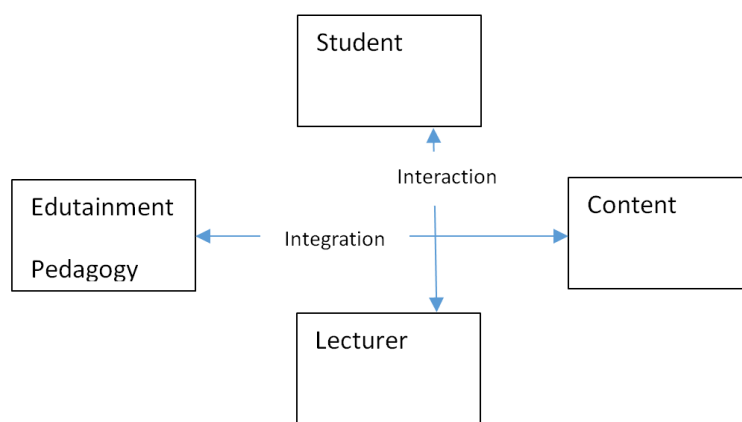 Student
Interaction
Edutainment
Pedagogy
Integration
Content
Lecturer